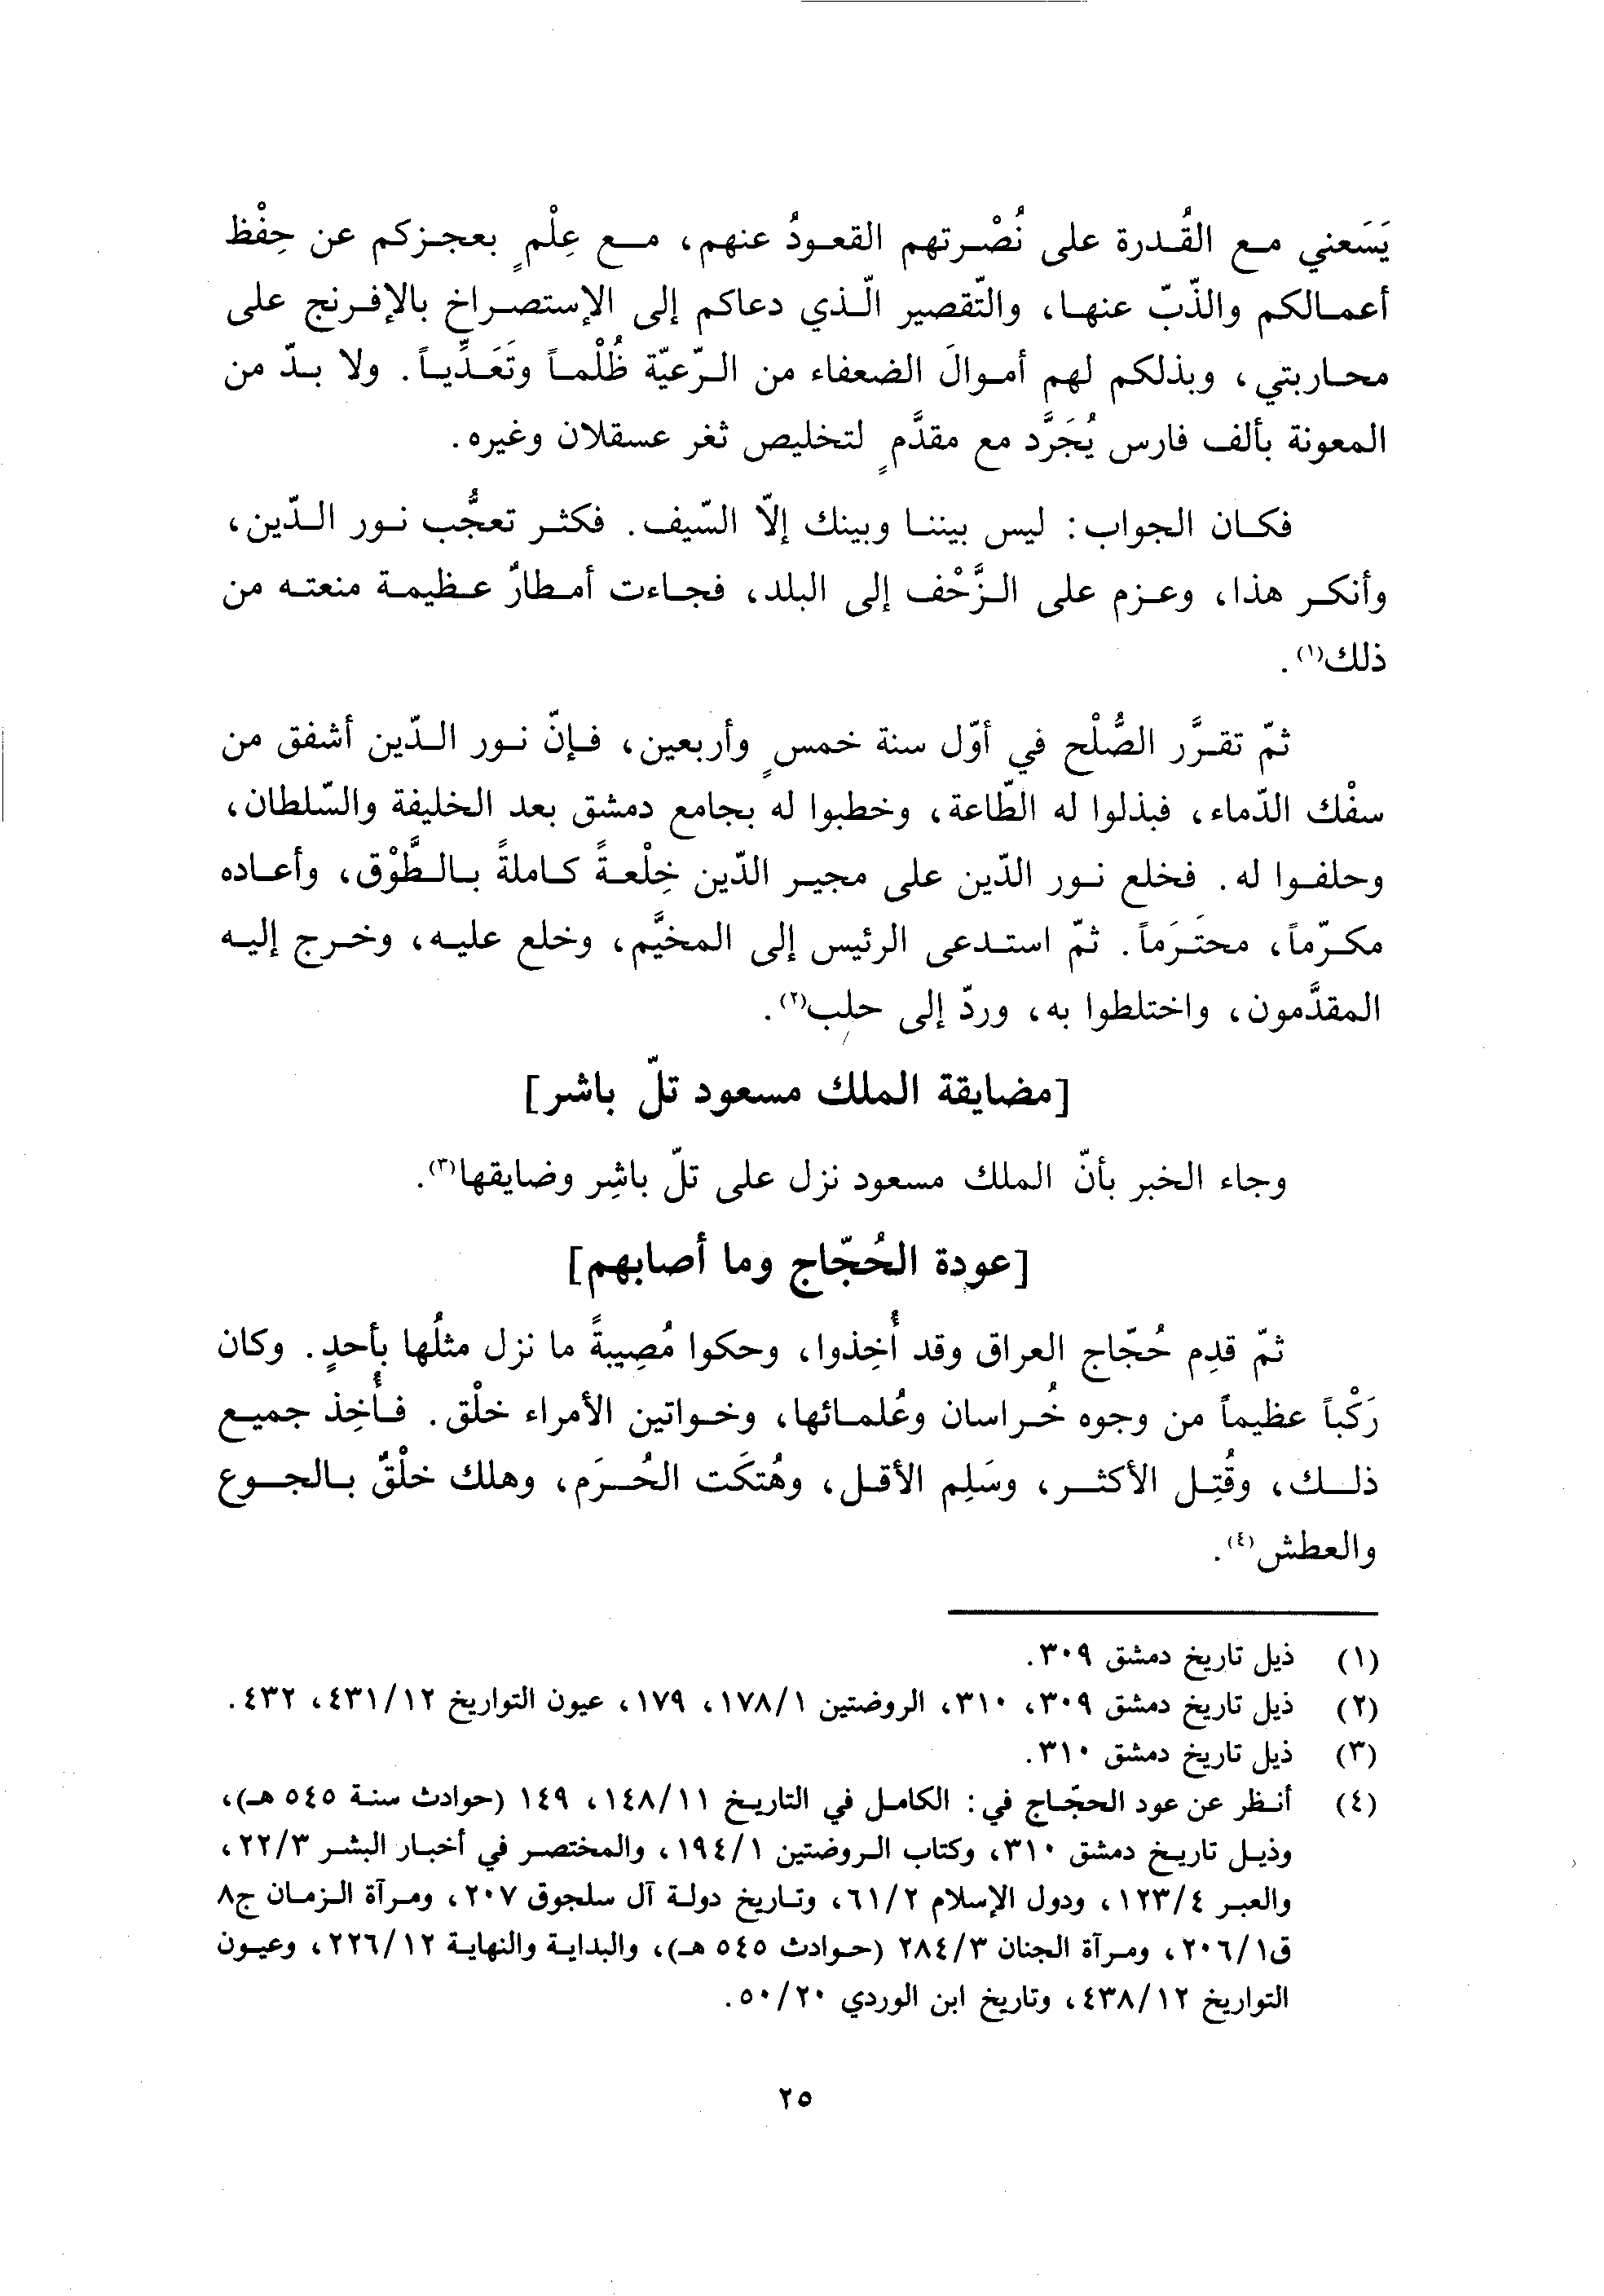 يَسَعني مع القُدرة على نُصْرتهم القعودُ عنهم، مع عِلْمٍ بعجزكم عن حِفْظ
أعمالكم والذّبّ عنها، والتّقصير الّذي دعاكم إلى الإستصراخ بالإفرنج على
محاربتي، وبذلكم لهم أموالَ الضعفاء من الرّعيّة ظُلْماً وتَعَدِّياً. ولا بدّ من
المعونة بألف فارس يُجَرَّد مع مقدَّمٍ لتخليص ثغر عسقلان وغيره.
فكان الجواب: ليس بيننا وبينك إلّا السّيف. فكثر تعجُّب نور الدّين،
وأنكر هذا، وعزم على الزَّحْف إلى البلد، فجاءت أمطارٌ عظيمة منعته من
ذلك(١).
ثمّ تقرَّر الصُّلْح في أوّل سنة خمسٍ وأربعين، فإنّ نور الدّين أشفق من
سفْك الدّماء، فبذلوا له الطّاعة، وخطبوا له بجامع دمشق بعد الخليفة والسّلطان،
وحلفوا له. فخلع نور الدّين على مجير الدّين خِلْعةً كاملةً بالطَّوْق، وأعاده
مكرّماً، محتَرَماً. ثمّ استدعى الرئيس إلى المخيَّم، وخلع عليه، وخرج إليه
المقدَّمون، واختلطوا به، وردّ إلى حلب(٢).
[مضايقة الملك مسعود تلّ باشر]
وجاء الخبر بأنّ الملك مسعود نزل على تلّ باشِر وضايقها(٣).
[عودة الحُجّاج وما أصابهم]
ثمّ قدِم حُجّاج العراق وقد أُخِذوا، وحكوا مُصِيبةً ما نزل مثلُها بأحدٍ. وكان
رَكْباً عظيماً من وجوه خُراسان وعُلمائها، وخواتين الأمراء خلْق. فأُخِذ جميع
ذلك، وقُتِل الأكثر، وسَلِم الأقل، وهُتكَت الحُرَم، وهلك خلْقٌ بالجوع
والعطش(٤).
(١) ذيل تاريخ دمشق ٣٠٩.
(٢) ذيل تاريخ دمشق ٣٠٩، ٣١٠، الروضتين ١/١٧٨، ١٧٩، عيون التواريخ ١٢/٤٣١، ٤٣٢.
(٣) ذيل تاريخ دمشق ٣١٠.
(٤) أنظر عن عود الحجّاج في: الكامل في التاريخ ١١/١٤٨، ١٤٩ (حوادث سنة ٥٤٥ هـ)،
وذيل تاريخ دمشق ٣١٠، وكتاب الروضتين ١/١٩٤، والمختصر في أخبار البشر ٣/٢٢،
والعبر ٤/١٢٣، ودول الإسلام ٢/٦١، وتاريخ دولة آل سلجوق ٢٠٧، ومرآة الزمان ج٨
ق١/٢٠٦، ومرآة الجنان ٣/٢٨٤ (حوادث ٥٤٥ هـ)، والبداية والنهاية ١٢/٢٢٦، وعيون
التواريخ ١٢/٤٣٨، وتاريخ ابن الوردي ٢٠/٥٠.
٢٥